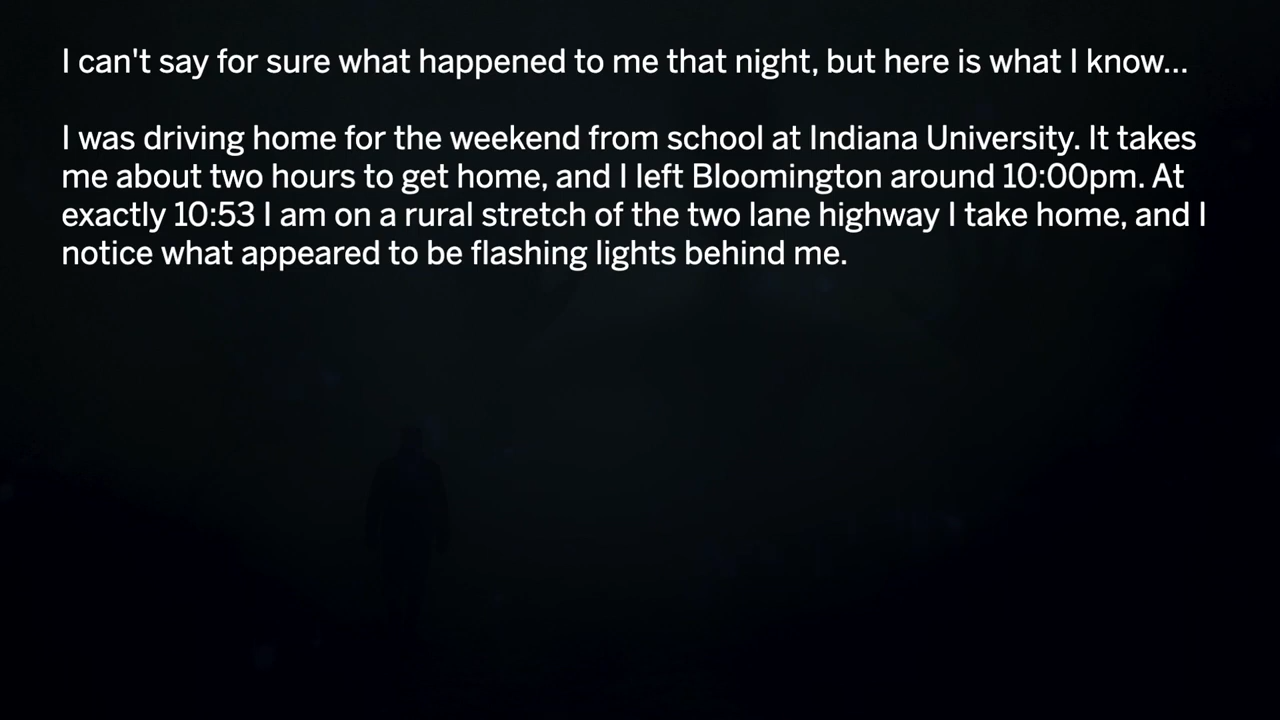 I can't say for sure what happened to me that night, but here is what I know...
I was driving home for the weekend from school at Indiana University. It takes
me about two hours to get home, and I left Bloomington around 10:00pm. At
exactly 10:53 I am on a rural stretch of the two lane highway I take home, and I
notice what appeared to be flashing lights behind me.